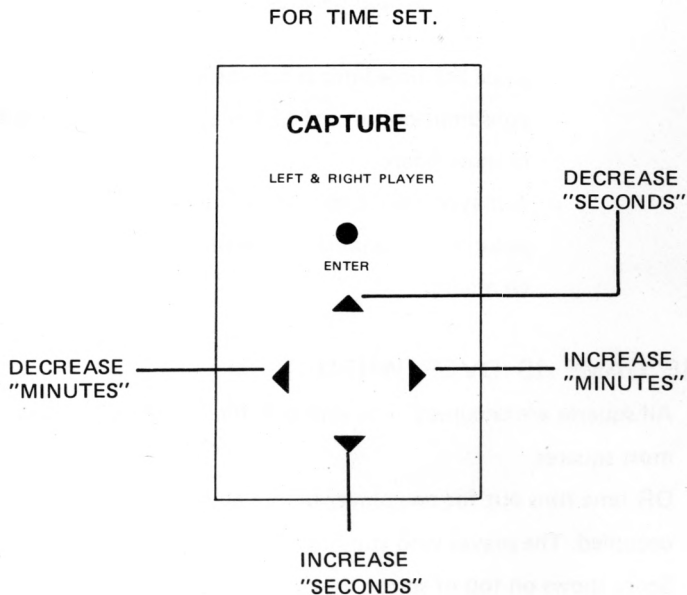 FOR TIME SET.
CAPTURE
LEFT & RIGHT PLAYER
DECREASE
"SECONDS"
ENTER
DECREASE
"MINUTES"
INCREASE
"MINUTES"
INCREASE
"SECONDS"